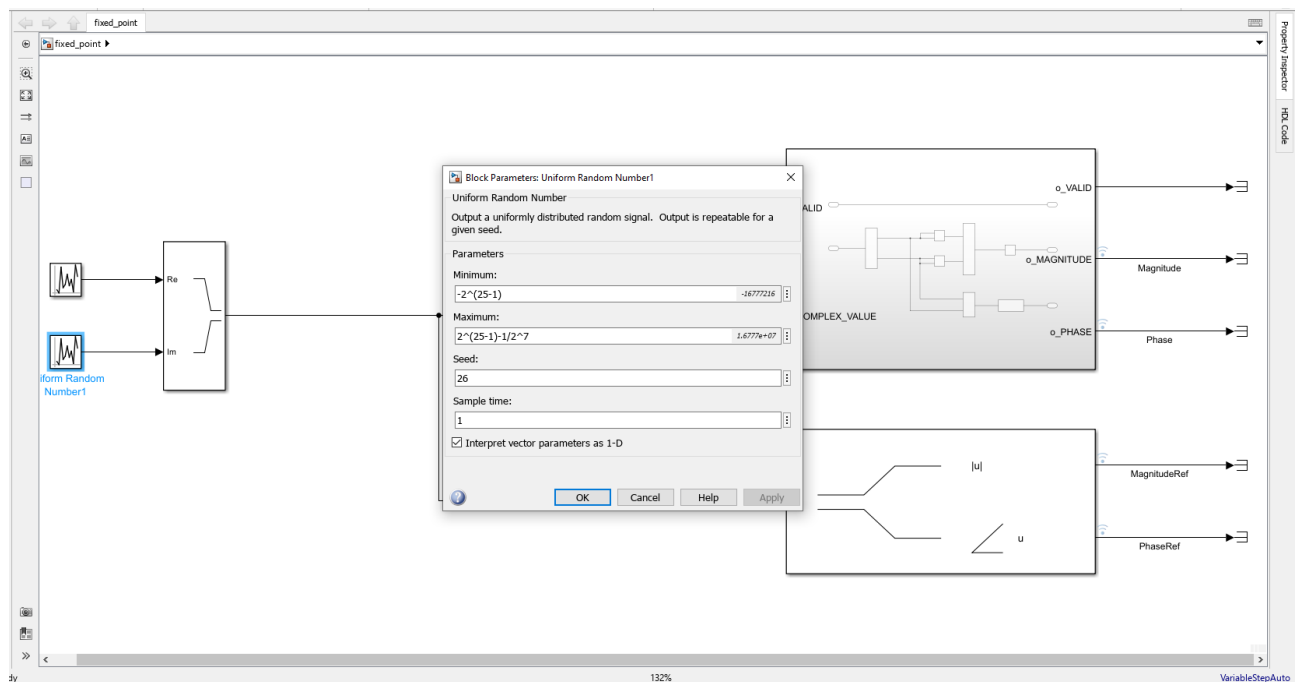 fixed_point
fixed_point
Property Inspector
HDL Code
Block Parameters: Uniform Random Number1
Uniform Random Number
Output a uniformly distributed random signal. Output is repeatable for a
given seed.
Parameters
Minimum:
-2^(25-1) -16777216
Maximum:
2^(25-1)-1/2^7 1.6777e+07
Seed:
26
Sample time:
1
Interpret vector parameters as 1-D
OK Cancel Help Apply
Re
Im
iform Random
Number1
ALID
OMPLEX_VALUE
o_VALID
o_MAGNITUDE
o_PHASE
Magnitude
Phase
|u|
u
MagnitudeRef
PhaseRef
dy
132%
VariableStepAuto